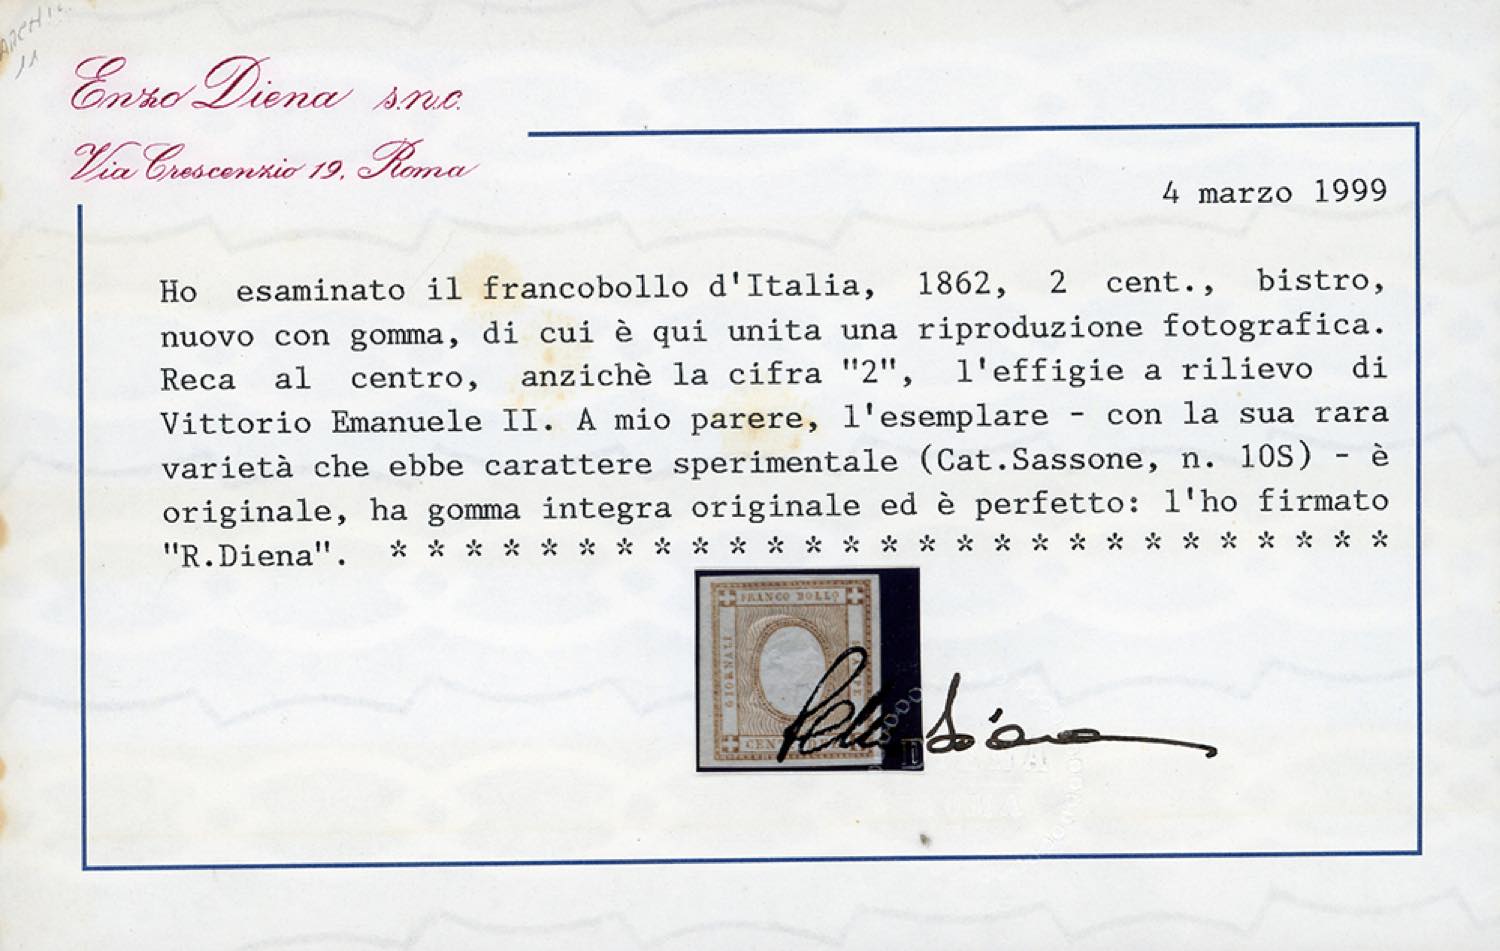 Enzo Diena s.n.c.
Via Crescenzio 19, Roma
4 marzo 1999
Ho esaminato il francobollo d'Italia, 1862, 2 cent., bistro,
nuovo con gomma, di cui è qui unita una riproduzione fotografica.
Reca al centro, anzichè la cifra "2", l'effigie a rilievo di
Vittorio Emanuele II. A mio parere, l'esemplare - con la sua rara
varietà che ebbe carattere sperimentale (Cat.Sassone, n. 10S) - è
originale, ha gomma integra originale ed è perfetto: l'ho firmato
"R.Diena". * * * * * * * * * * * * * * * * * * * * * * * * * * *
FRANCO BOLLO
GIORNALI
Diena